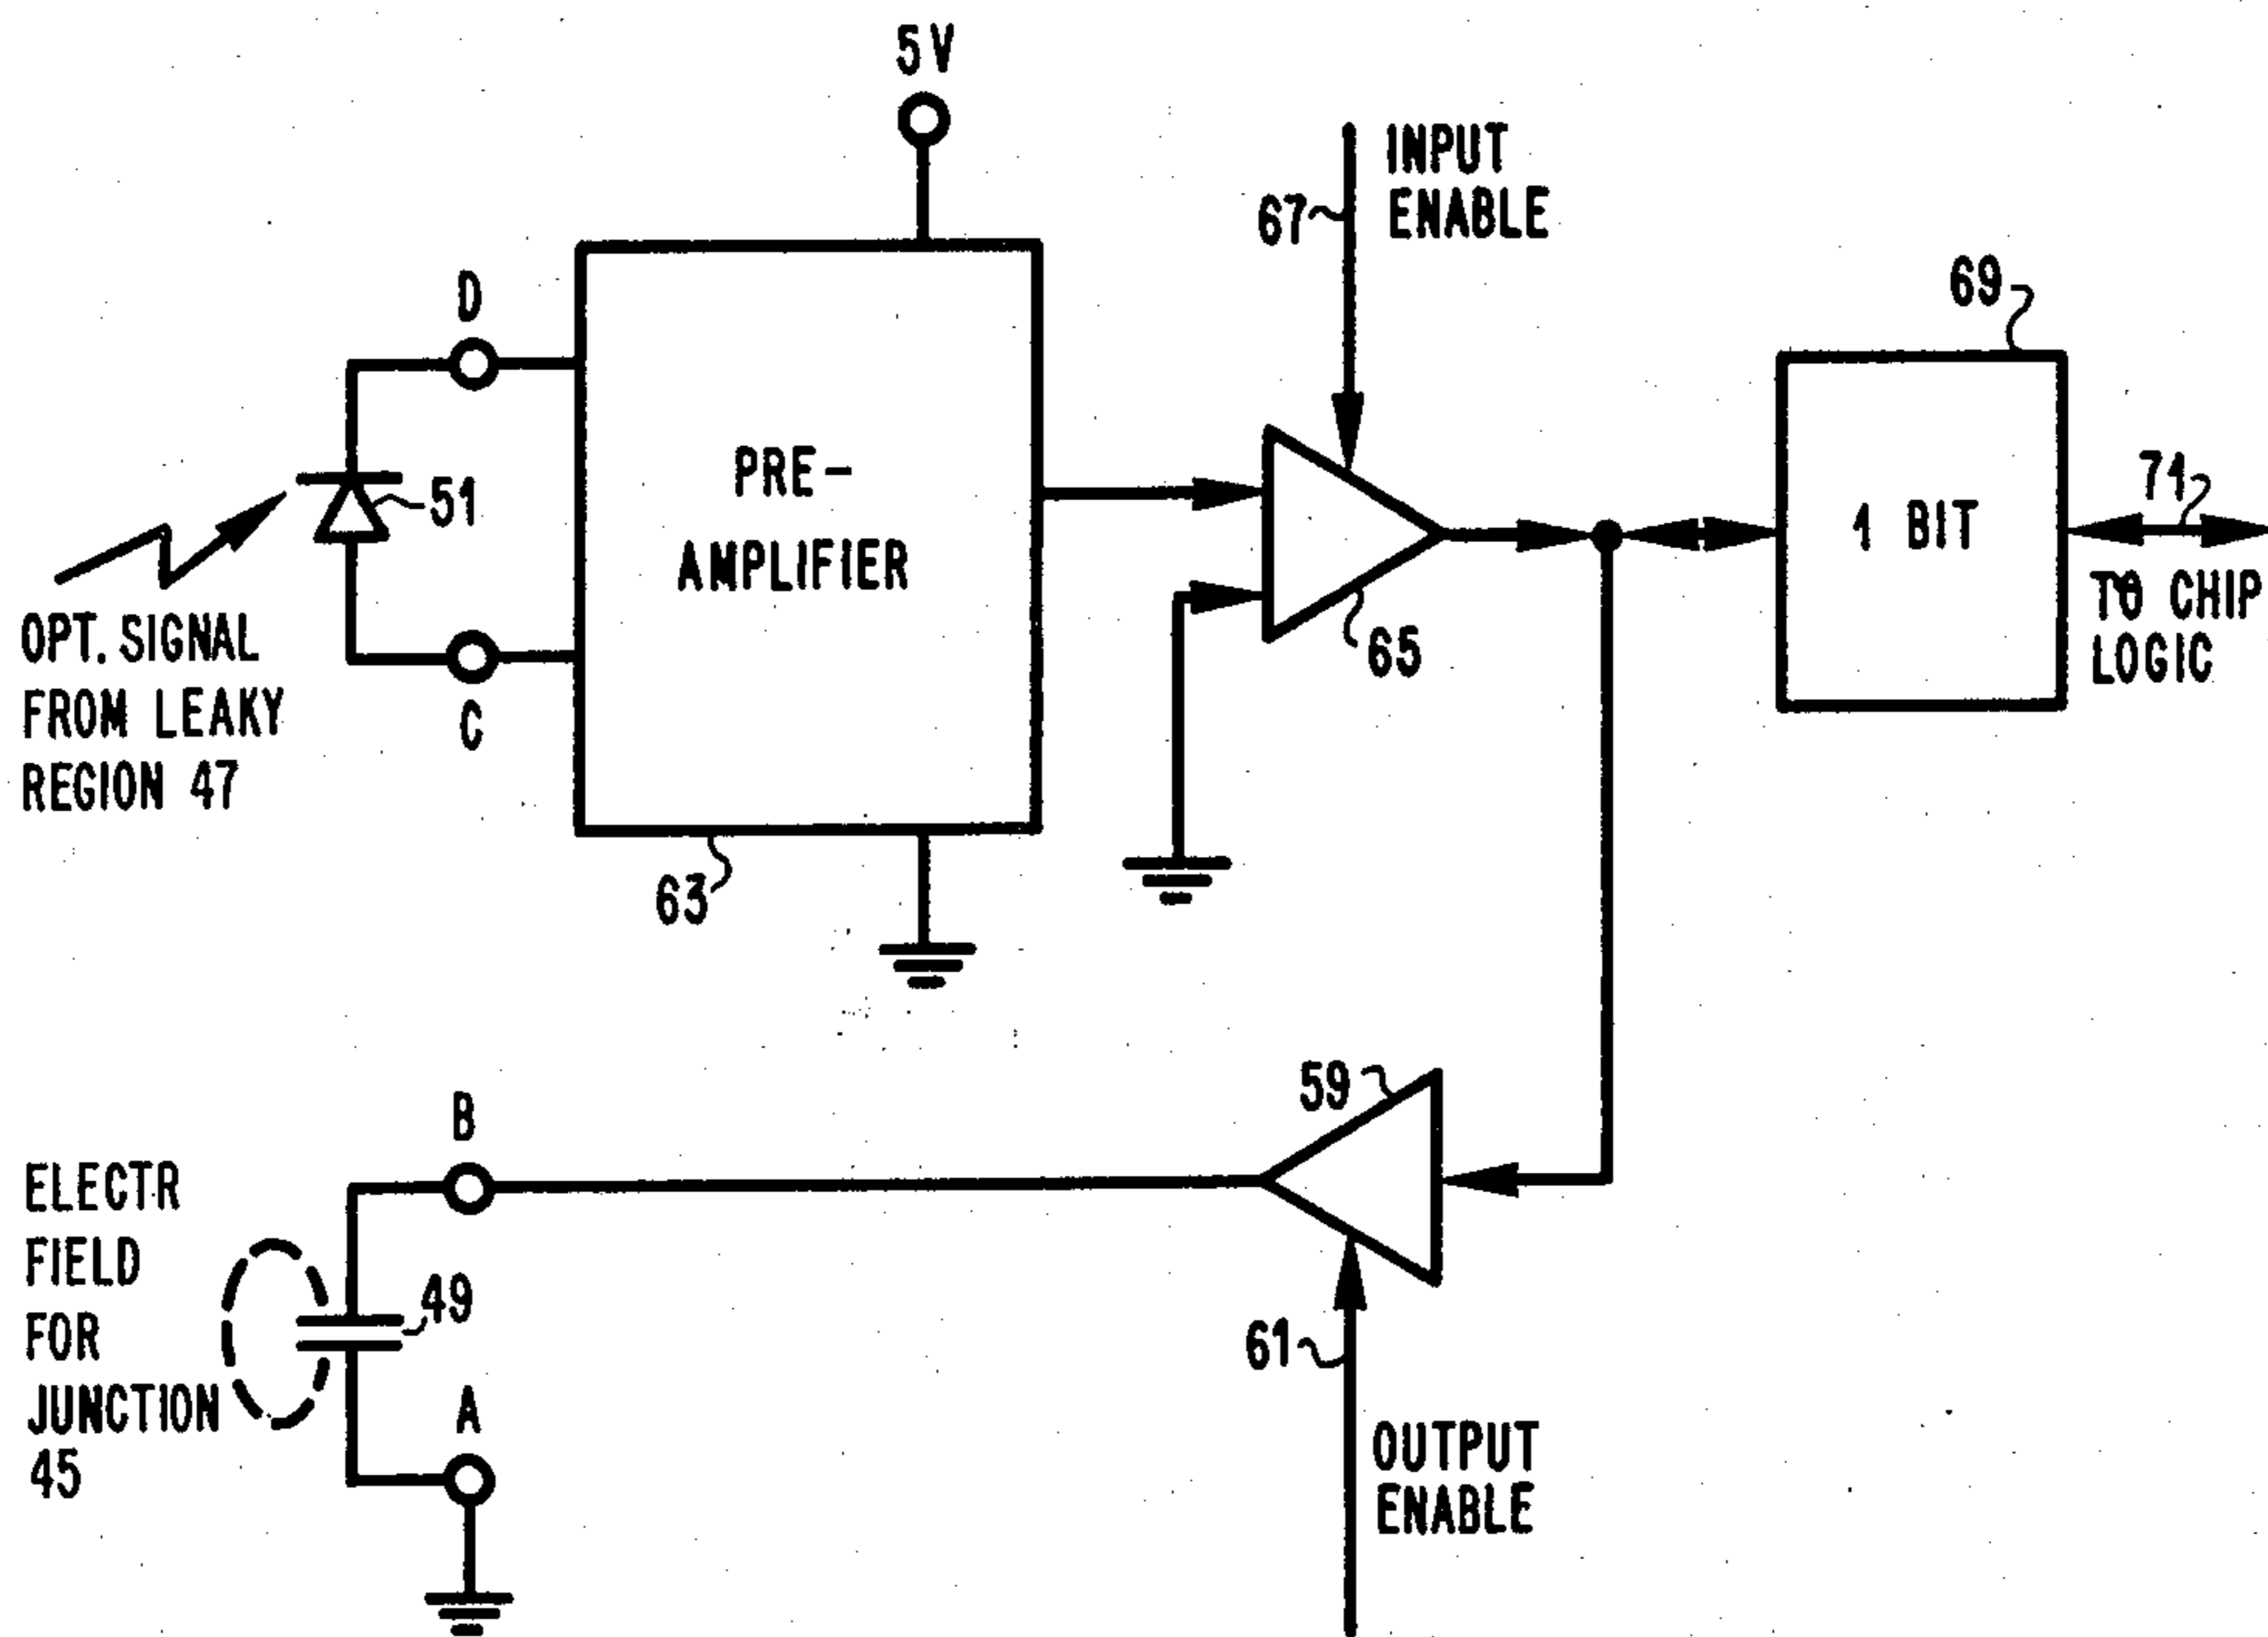 5V
INPUT
ENABLE
67
69
D
51
PRE-
AMPLIFIER
1 BIT
74
TO CHIP
LOGIC
65
OPT. SIGNAL
FROM LEAKY
REGION 47
C
63
59
B
ELECTR
FIELD
FOR
JUNCTION
45
49
61
A
OUTPUT
ENABLE